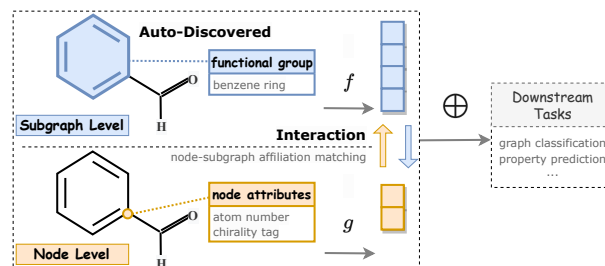 Auto-Discovered
functional group
benzene ring
f
O
H
Subgraph Level
Interaction
node-subgraph affiliation matching
Downstream
Tasks
graph classification
property prediction
...
node attributes
atom number
chirality tag
g
O
H
Node Level